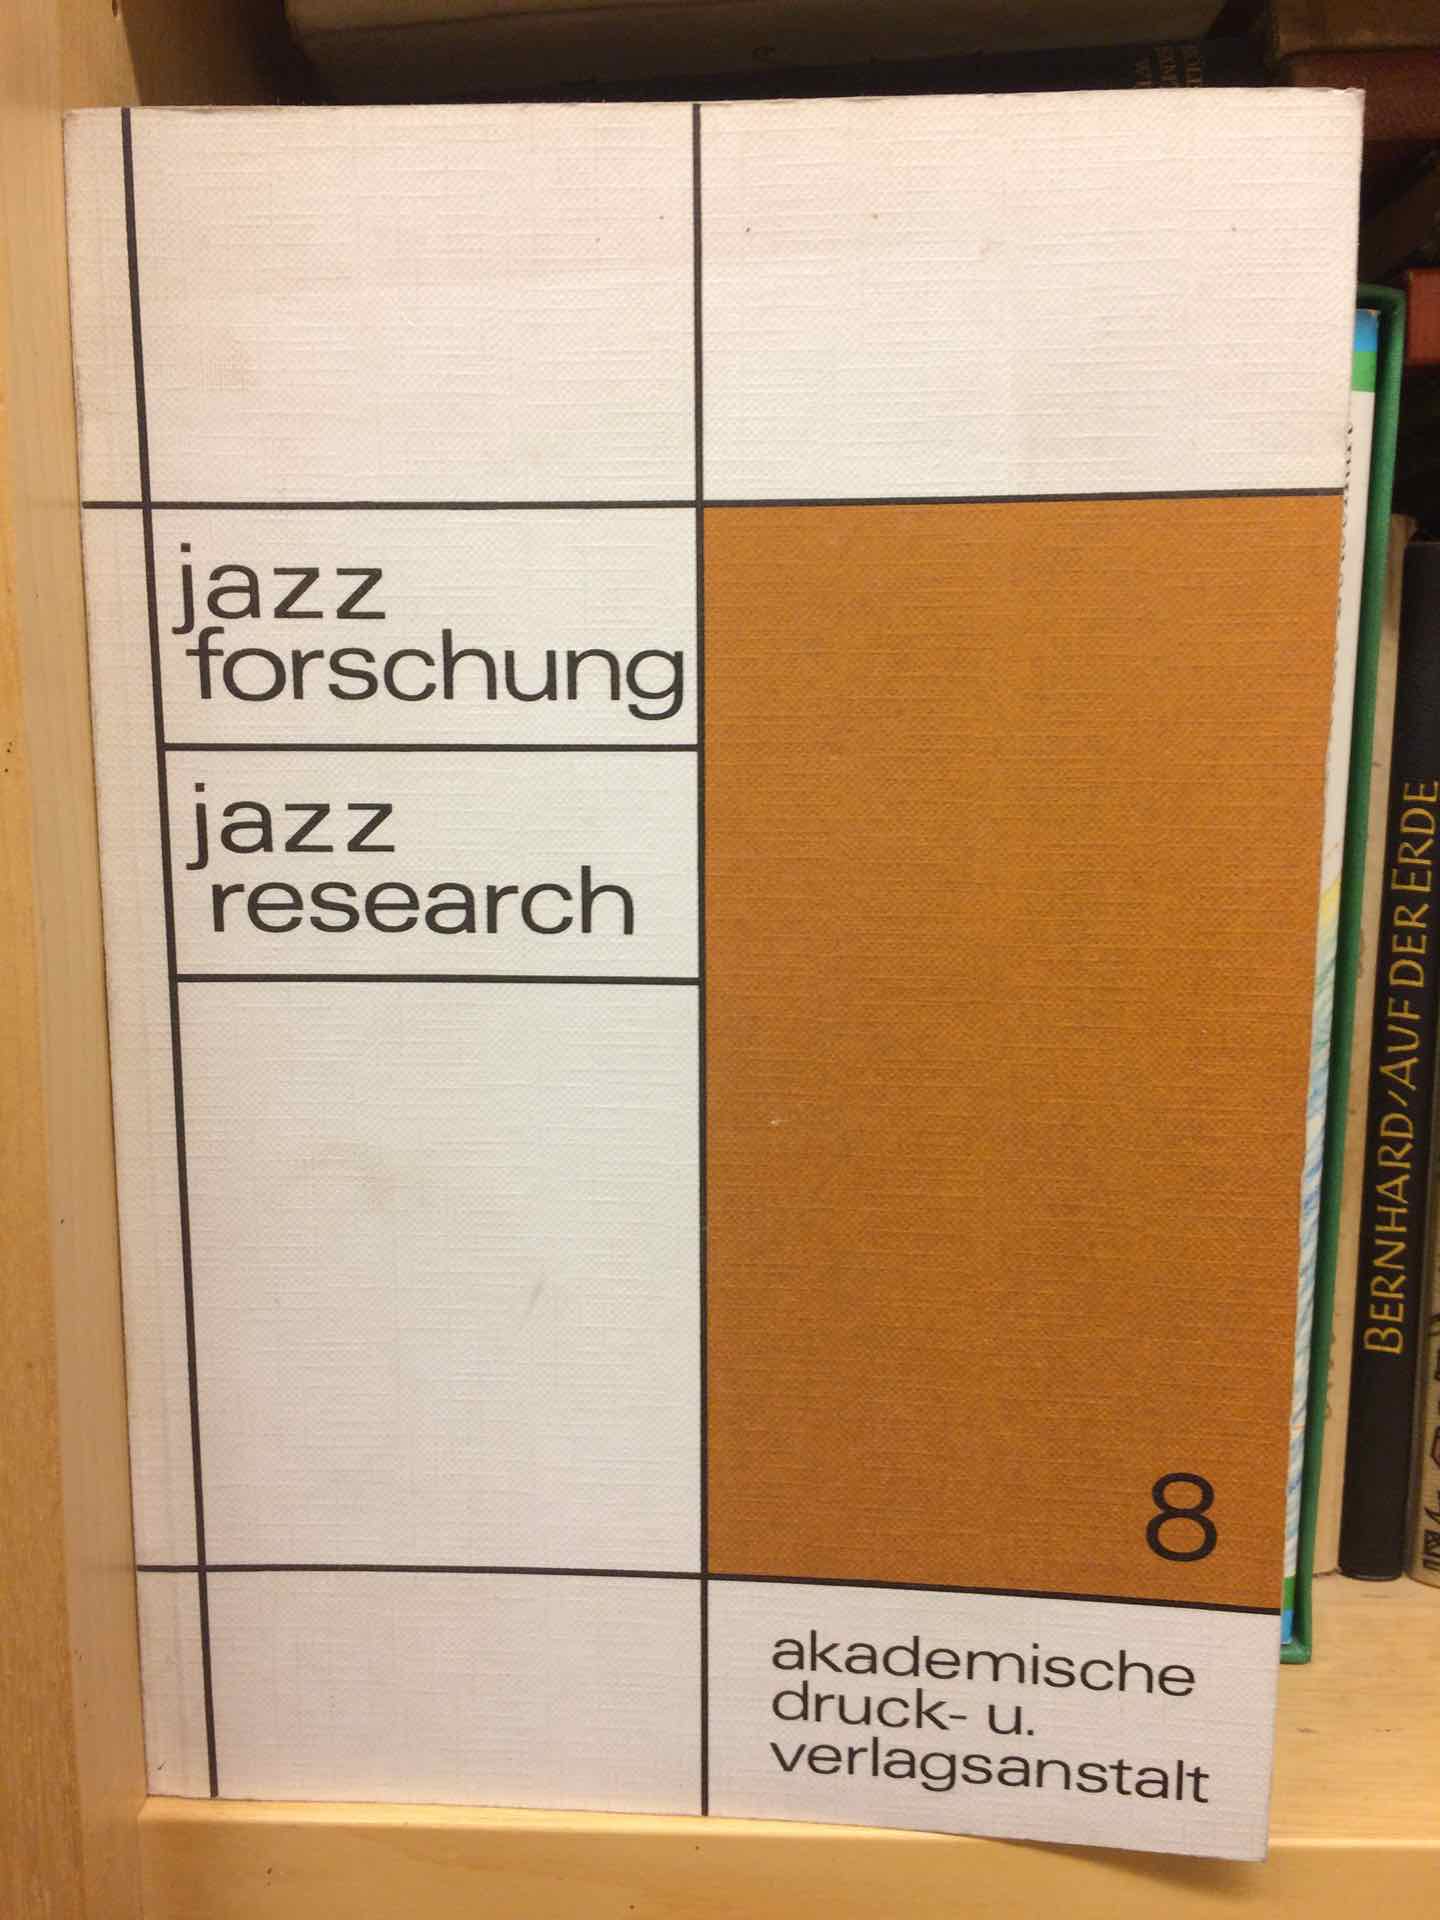 jazz
forschung
jazz
research
8
akademische
druck- u.
verlagsanstalt
BERNHARD/AUF DER ERDE